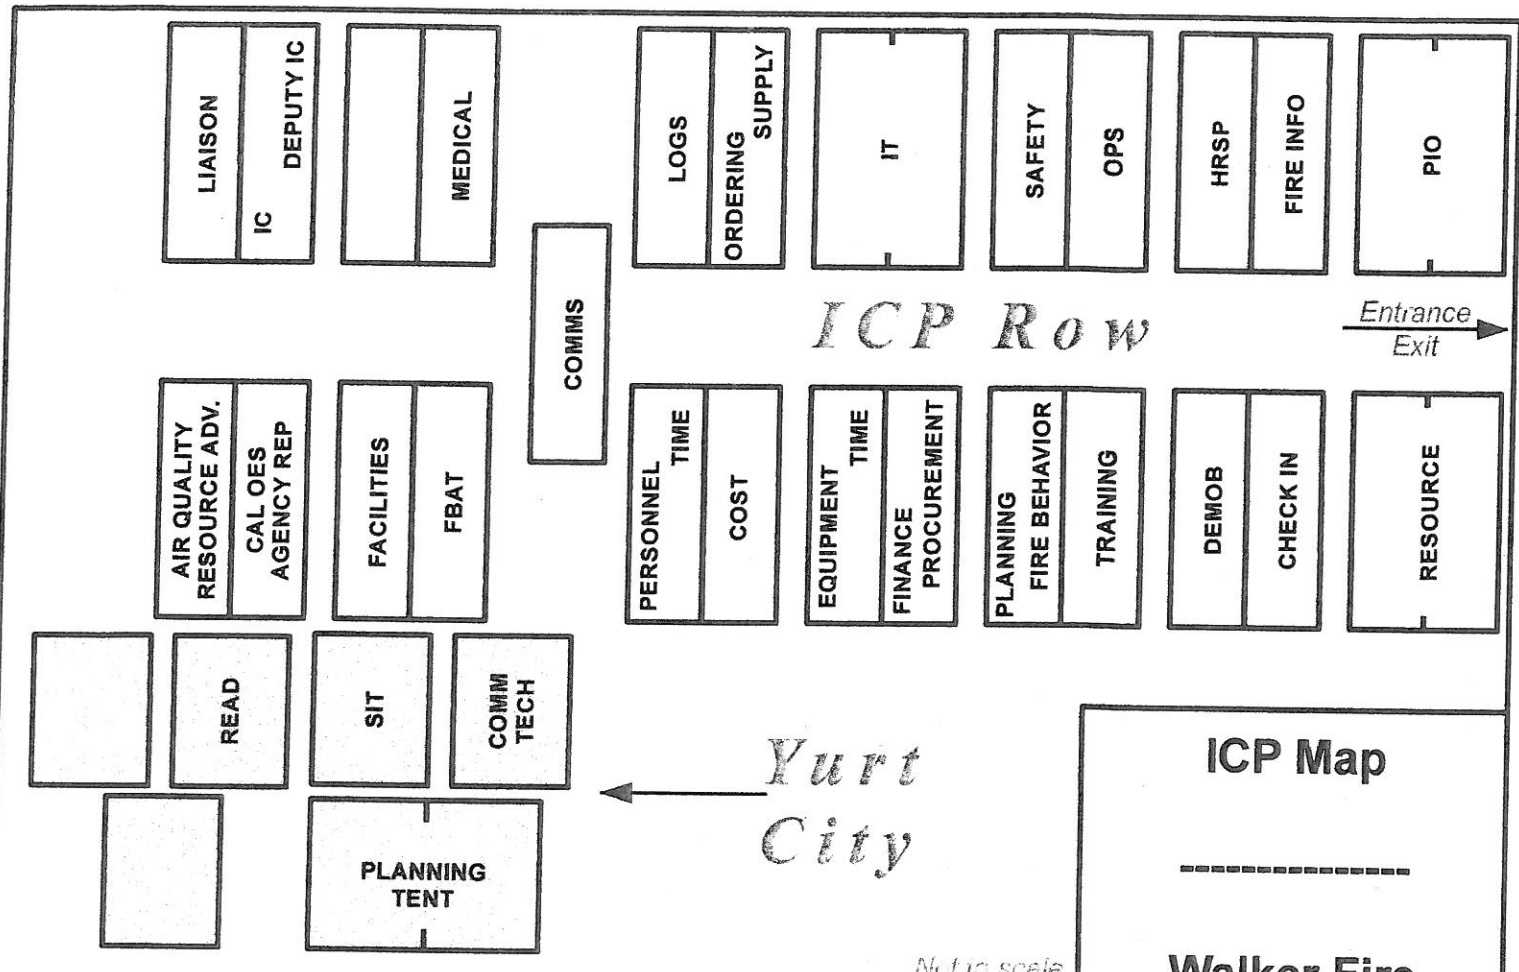 LIAISON
IC DEPUTY IC
MEDICAL
LOGS
ORDERING
SUPPLY
IT
SAFETY
OPS
HRSP
FIRE INFO
PIO
COMMS
ICP Row
Entrance
Exit
AIR QUALITY
RESOURCE ADV.
CAL OES
AGENCY REP
FACILITIES
FBAT
PERSONNEL
TIME
COST
EQUIPMENT
TIME
FINANCE
PROCUREMENT
PLANNING
FIRE BEHAVIOR
TRAINING
DEMOB
CHECK IN
RESOURCE
READ
SIT
COMM
TECH
Yurt
City
PLANNING
TENT
ICP Map
---------------
Not to scale
Walker Fire